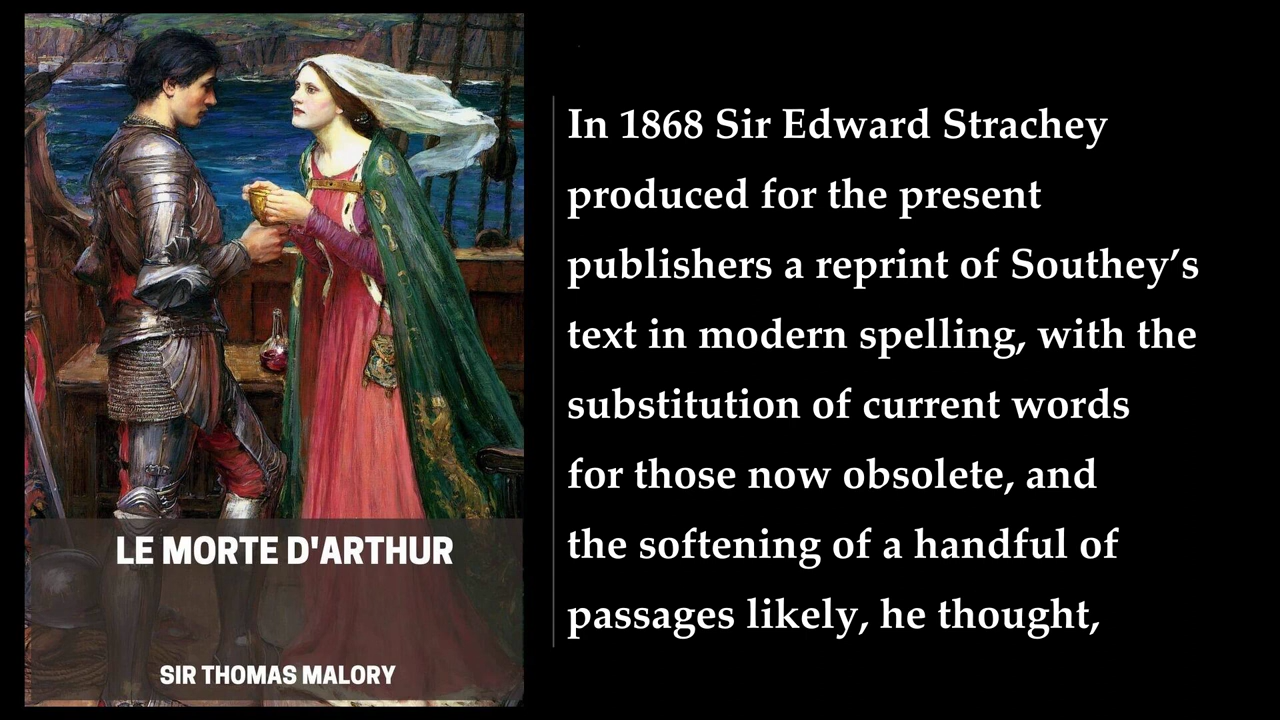 LE MORTE D'ARTHUR
SIR THOMAS MALORY
In 1868 Sir Edward Strachey
produced for the present
publishers a reprint of Southey’s
text in modern spelling, with the
substitution of current words
for those now obsolete, and
the softening of a handful of
passages likely, he thought,